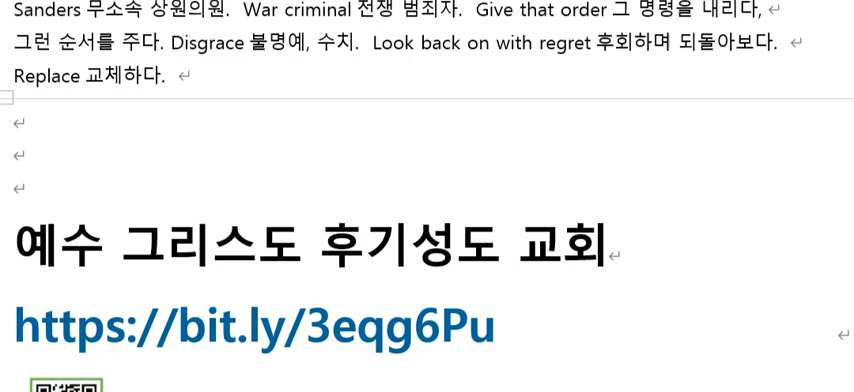 Sanders 무소속 상원의원. War criminal 전쟁 범죄자. Give that order 그 명령을 내리다,
그런 순서를 주다. Disgrace 불명예, 수치. Look back on with regret 후회하며 되돌아보다.
Replace 교체하다.
예수 그리스도 후기성도 교회
https://bit.ly/3eqg6Pu